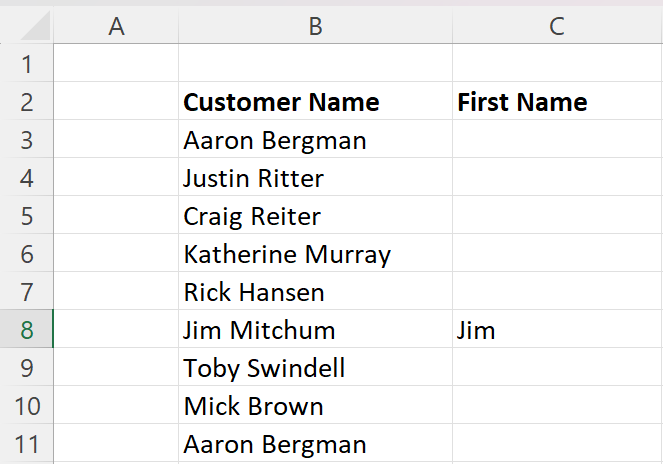 A B C
1
2 Customer Name First Name
3 Aaron Bergman
4 Justin Ritter
5 Craig Reiter
6 Katherine Murray
7 Rick Hansen
8 Jim Mitchum Jim
9 Toby Swindell
10 Mick Brown
11 Aaron Bergman